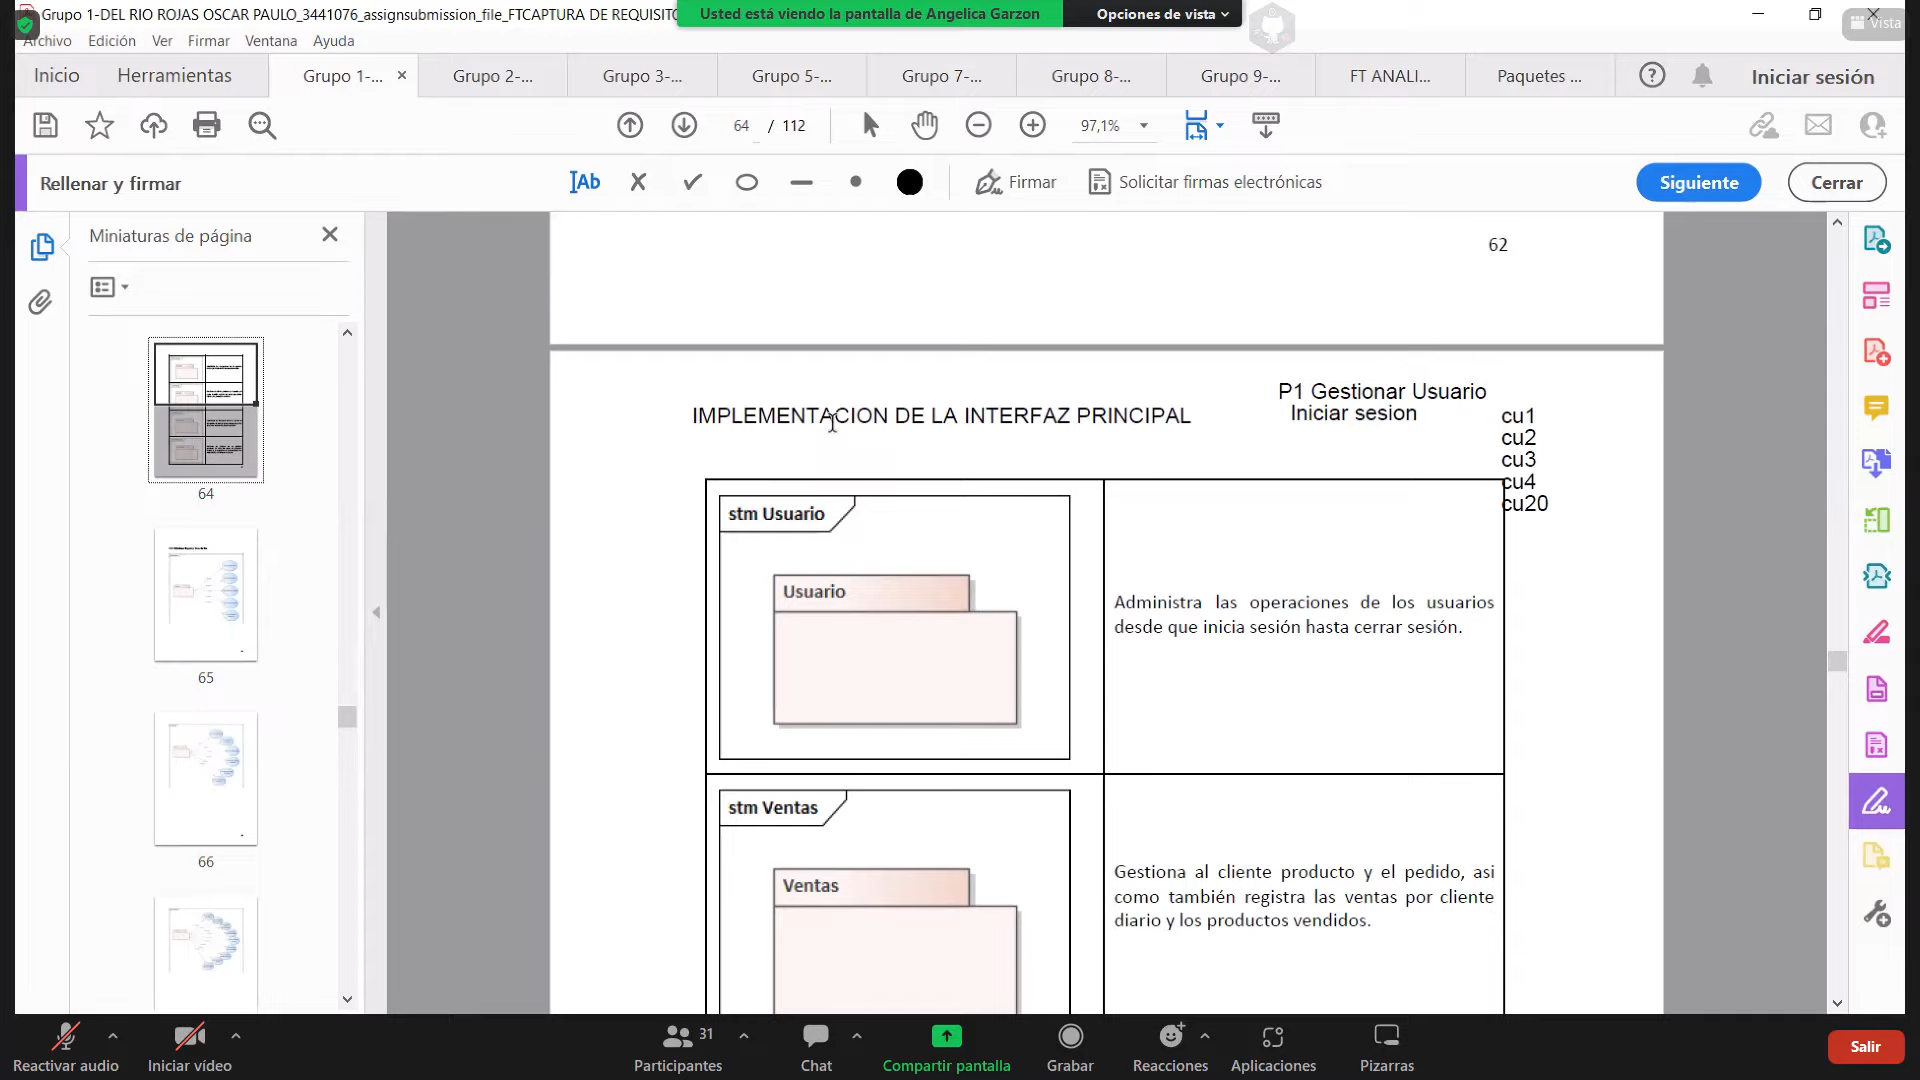 Grupo 1-DEL RIO ROJAS OSCAR PAULO_3441076_assignsubmission_file_FTCAPTURA DE REQUISITO
Usted está viendo la pantalla de Angelica Garzon
Opciones de vista
Vista
Archivo Edición Ver Firmar Ventana Ayuda
Inicio Herramientas Grupo 1-... Grupo 2-... Grupo 3-... Grupo 5-... Grupo 7-... Grupo 8-... Grupo 9-... FT ANALI... Paquetes ... Iniciar sesión
64 / 112 97,1%
Rellenar y firmar Ab Firmar Solicitar firmas electrónicas Siguiente Cerrar
Miniaturas de página
64
65
66
62
P1 Gestionar Usuario
IMPLEMENTACION DE LA INTERFAZ PRINCIPAL Iniciar sesion cu1
cu2
cu3
cu4
cu20
stm Usuario
Usuario
Administra las operaciones de los usuarios
desde que inicia sesión hasta cerrar sesión.
stm Ventas
Ventas
Gestiona al cliente producto y el pedido, asi
como también registra las ventas por cliente
diario y los productos vendidos.
31
Reactivar audio Iniciar vídeo Participantes Chat Compartir pantalla Grabar Reacciones Aplicaciones Pizarras Salir